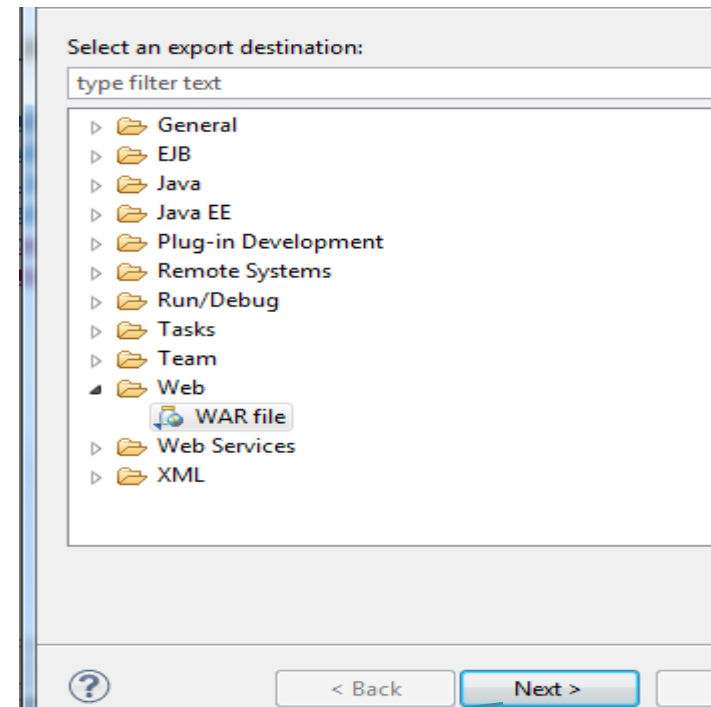 Select an export destination:
type filter text
General
EJB
Java
Java EE
Plug-in Development
Remote Systems
Run/Debug
Tasks
Team
Web
WAR file
Web Services
XML
? < Back Next >